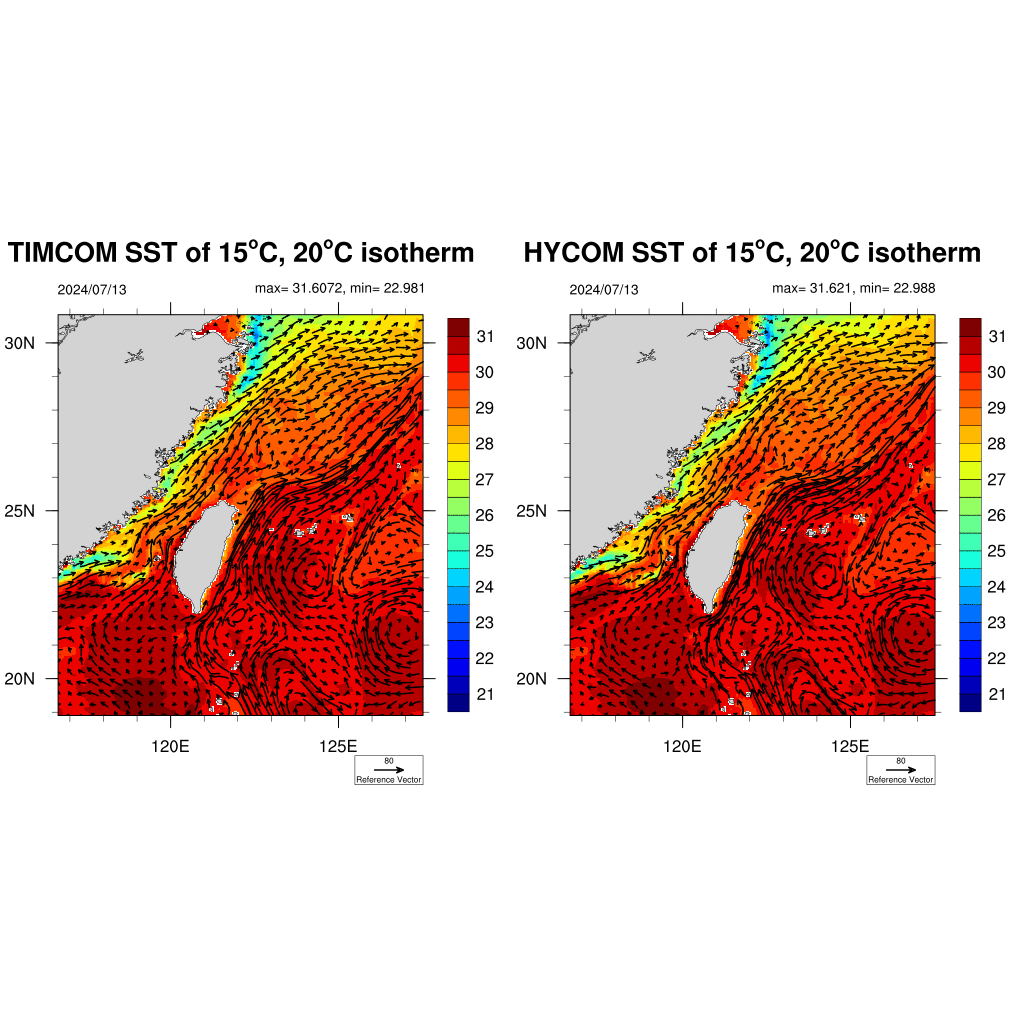 TIMCOM SST of 15°C, 20°C isotherm
2024/07/13 max= 31.6072, min= 22.981
30N
25N
20N
120E 125E
31
30
29
28
27
26
25
24
23
22
21
80
Reference Vector
HYCOM SST of 15°C, 20°C isotherm
2024/07/13 max= 31.621, min= 22.988
30N
25N
20N
120E 125E
31
30
29
28
27
26
25
24
23
22
21
80
Reference Vector